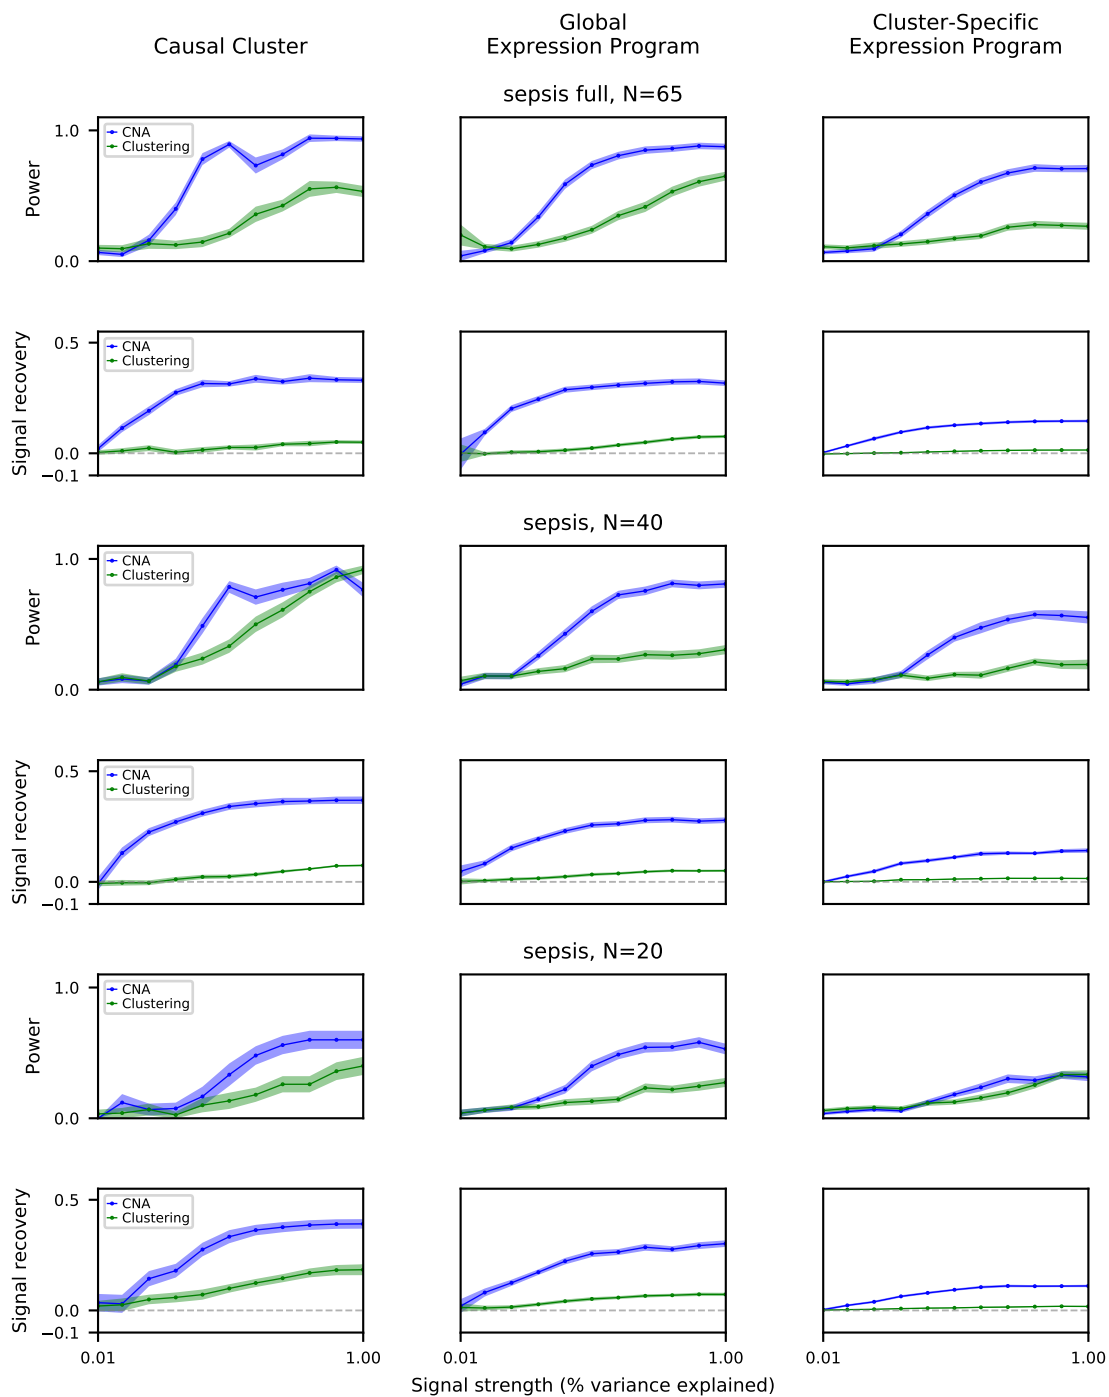 Causal Cluster
Global
Expression Program
Cluster-Specific
Expression Program
sepsis full, N=65
1.0
CNA
Clustering
Power
0.0
0.5
CNA
Clustering
Signal recovery
0.0
−0.1
sepsis, N=40
1.0
CNA
Clustering
Power
0.0
0.5
CNA
Clustering
Signal recovery
0.0
−0.1
sepsis, N=20
1.0
CNA
Clustering
Power
0.0
0.5
CNA
Clustering
Signal recovery
0.0
−0.1
0.01
1.00
0.01
1.00
0.01
1.00
Signal strength (% variance explained)